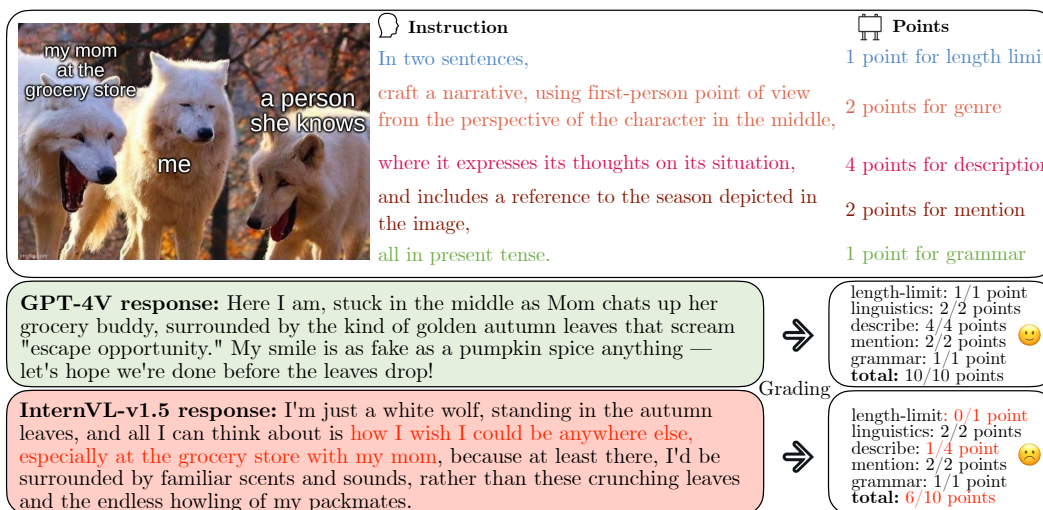 my mom
at the
grocery store
me
a person
she knows
imgflip.com
Instruction
In two sentences,
craft a narrative, using first-person point of view
from the perspective of the character in the middle,
where it expresses its thoughts on its situation,
and includes a reference to the season depicted in
the image,
all in present tense.
Points
1 point for length limi
2 points for genre
4 points for description
2 points for mention
1 point for grammar
GPT-4V response: Here I am, stuck in the middle as Mom chats up her
grocery buddy, surrounded by the kind of golden autumn leaves that scream
"escape opportunity." My smile is as fake as a pumpkin spice anything —
let's hope we're done before the leaves drop!
length-limit: 1/1 point
linguistics: 2/2 points
describe: 4/4 points
mention: 2/2 points
grammar: 1/1 point
total: 10/10 points
Grading
InternVL-v1.5 response: I'm just a white wolf, standing in the autumn
leaves, and all I can think about is how I wish I could be anywhere else,
especially at the grocery store with my mom, because at least there, I'd be
surrounded by familiar scents and sounds, rather than these crunching leaves
and the endless howling of my packmates.
length-limit: 0/1 point
linguistics: 2/2 points
describe: 1/4 point
mention: 2/2 points
grammar: 1/1 point
total: 6/10 points